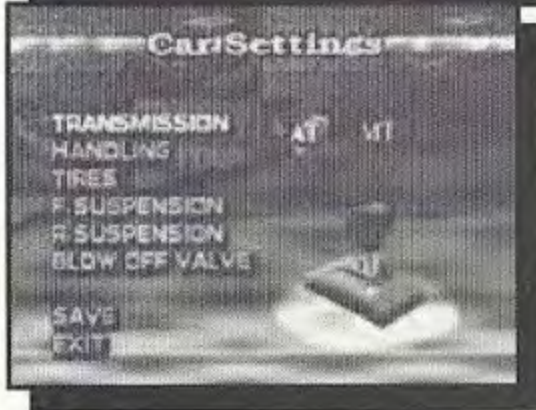 Car Settings
TRANSMISSION AT MT
HANDLING
TIRES
F. SUSPENSION
R. SUSPENSION
BLOW OFF VALVE
SAVE
EXIT